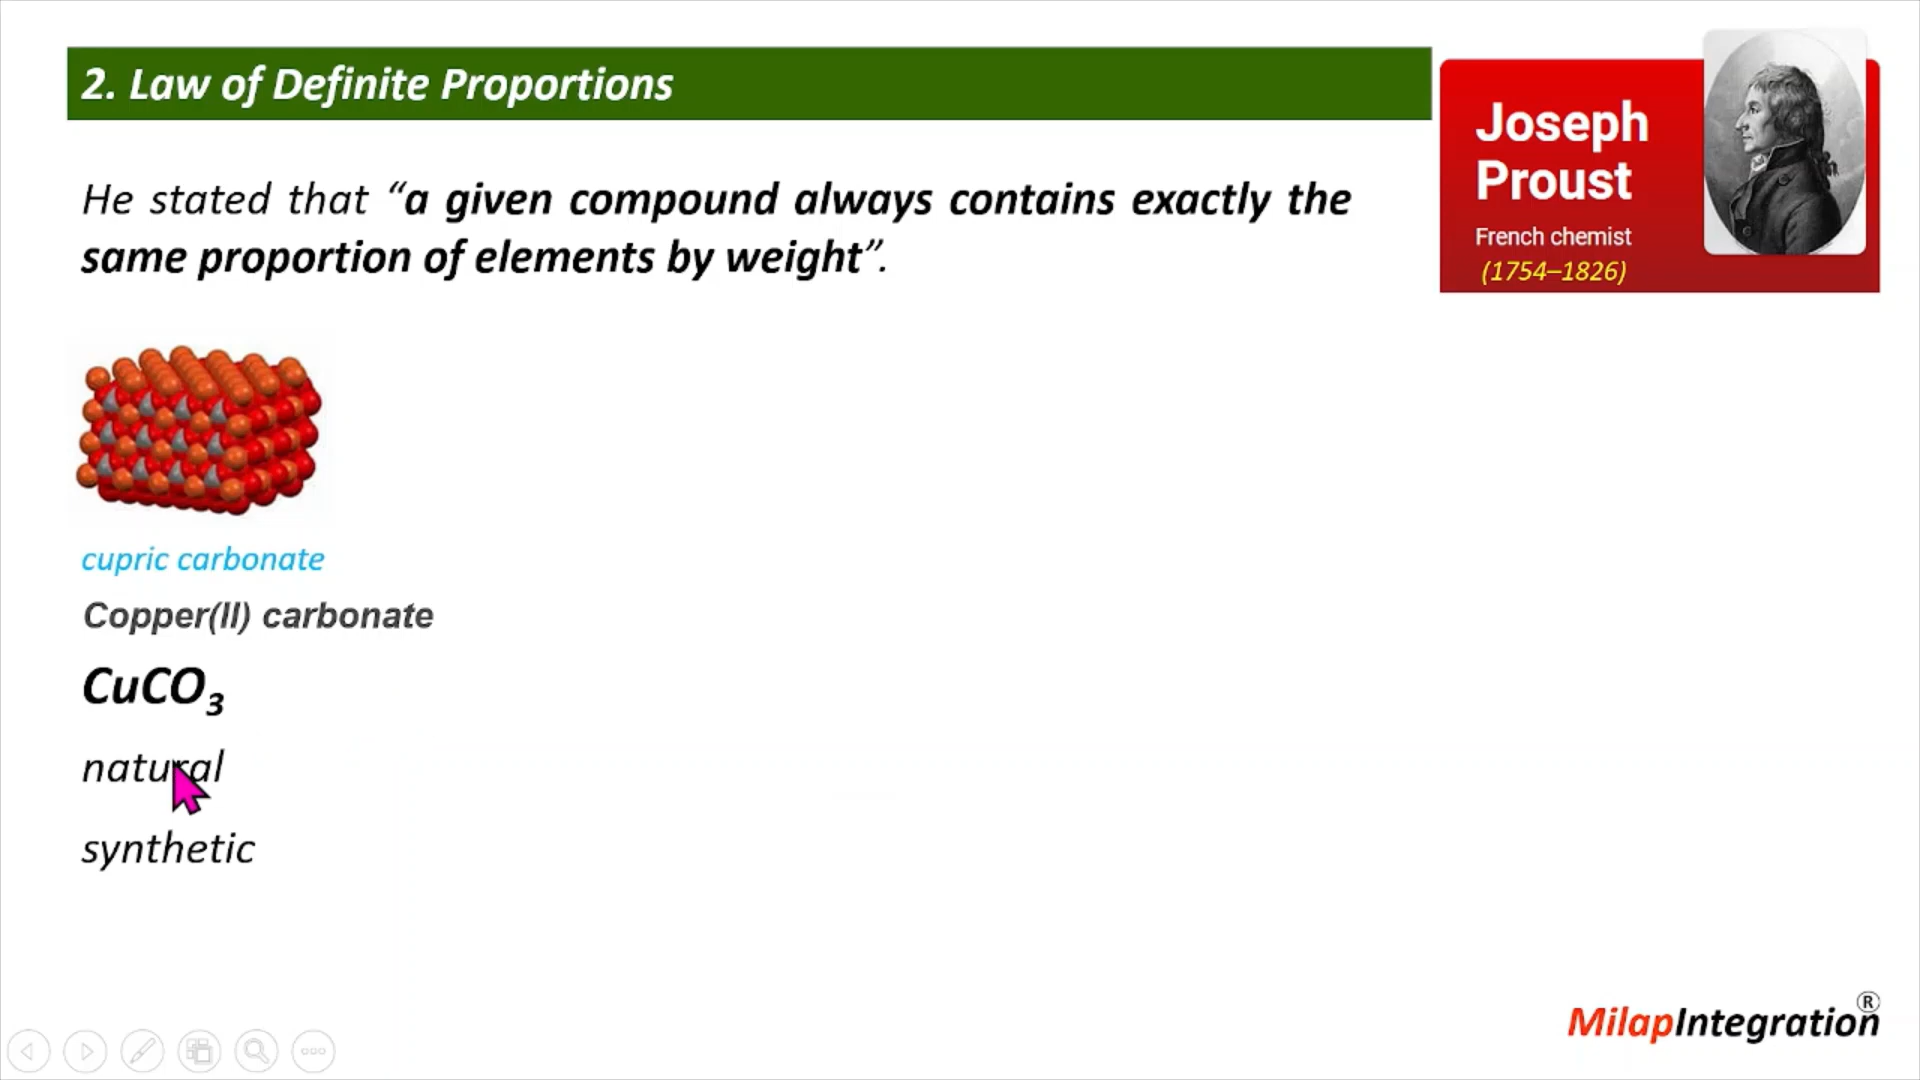 2. Law of Definite Proportions
He stated that “a given compound always contains exactly the
same proportion of elements by weight”.
Joseph
Proust
French chemist
(1754–1826)
cupric carbonate
Copper(II) carbonate
CuCO₃
natural
synthetic
MilapIntegration®